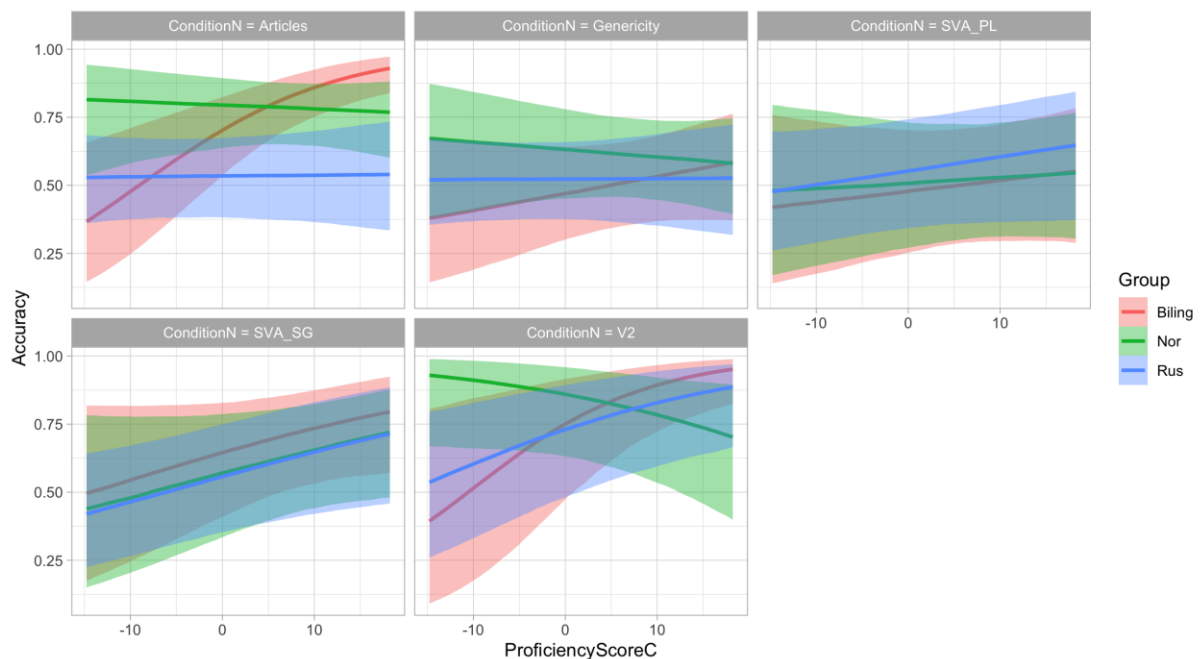 ConditionN = Articles
ConditionN = Genericity
ConditionN = SVA_PL
1.00
0.75
0.50
0.25
-10
0
10
Accuracy
ConditionN = SVA_SG
ConditionN = V2
1.00
0.75
0.50
0.25
-10
0
10
-10
0
10
ProficiencyScoreC
Group
Biling
Nor
Rus